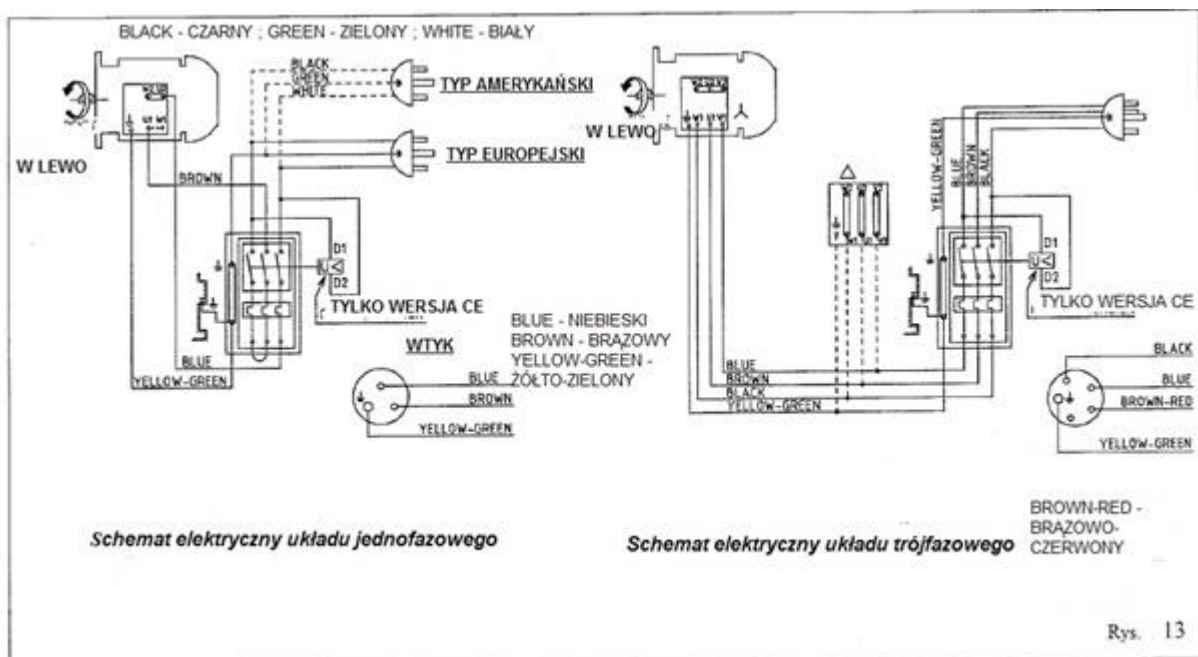 BLACK - CZARNY ; GREEN - ZIELONY ; WHITE - BIAŁY
BLACK
GREEN
WHITE
TYP AMERYKAŃSKI
W LEWO
TYP EUROPEJSKI
BROWN
D1
D2
TYLKO WERSJA CE
BLUE
YELLOW-GREEN
WTYK
BLUE
BROWN
YELLOW-GREEN
BLUE - NIEBIESKI
BROWN - BRĄZOWY
YELLOW-GREEN -
ŻÓŁTO-ZIELONY
Schemat elektryczny układu jednofazowego
W LEWO
YELLOW-GREEN
BLUE
BROWN
BLACK
D1
D2
TYLKO WERSJA CE
BLUE
BROWN
BLACK
YELLOW-GREEN
BLACK
BLUE
BROWN-RED
YELLOW-GREEN
Schemat elektryczny układu trójfazowego
BROWN-RED -
BRĄZOWO-
CZERWONY
Rys. 13